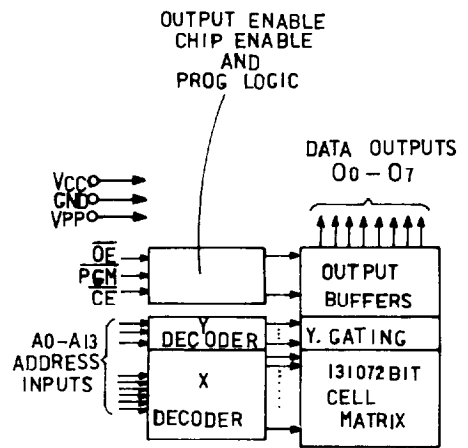 OUTPUT ENABLE
CHIP ENABLE
AND
PROG LOGIC
DATA OUTPUTS
O0 - O7
VCC
GND
VPP
OE
PGM
CE
OUTPUT
BUFFERS
A0-A13
ADDRESS
INPUTS
Y
DECODER
Y. GATING
X
DECODER
131072 BIT
CELL
MATRIX